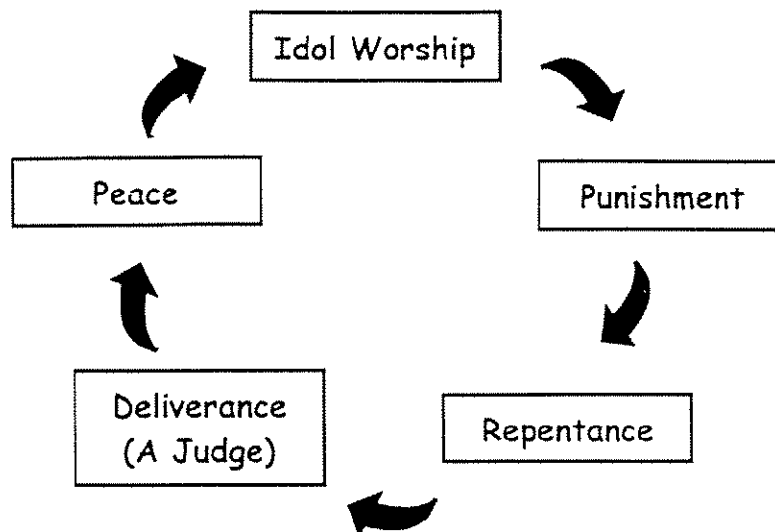 Idol Worship
Punishment
Repentance
Deliverance
(A Judge)
Peace